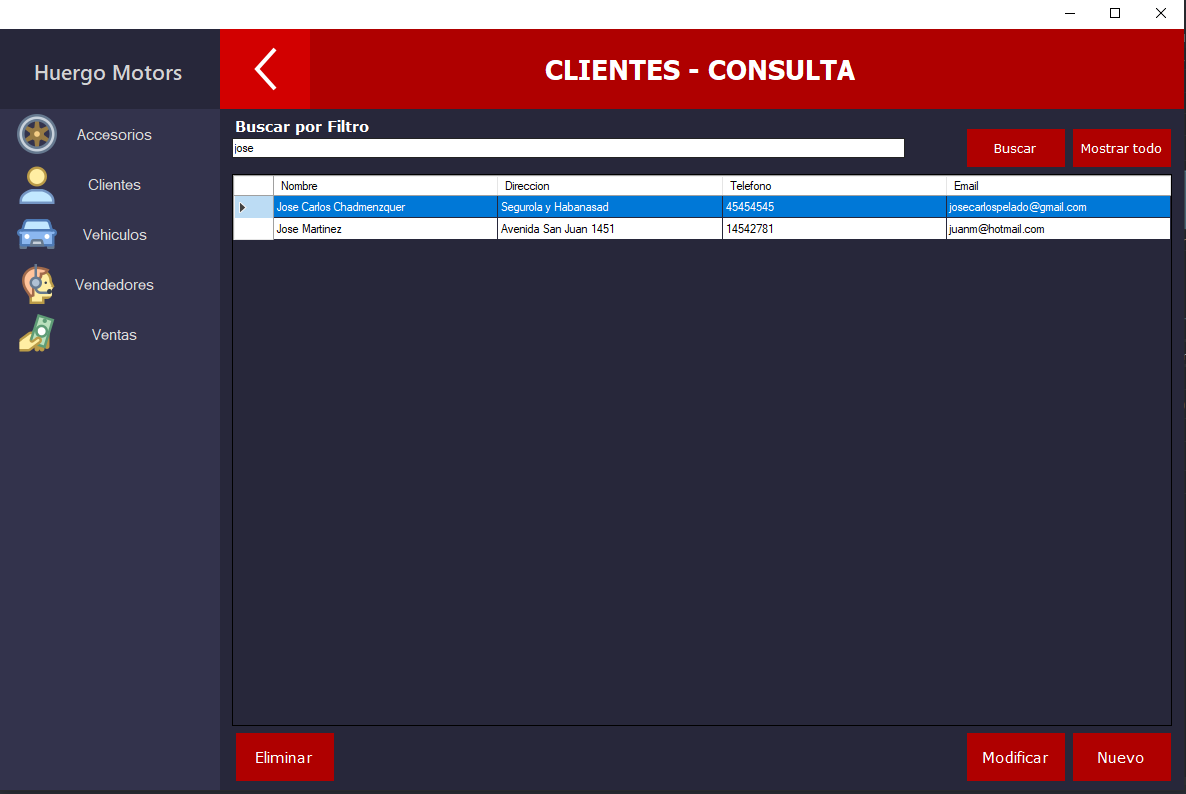 Huergo Motors
CLIENTES - CONSULTA
Accesorios
Clientes
Vehiculos
Vendedores
Ventas
Buscar por Filtro
jose
Buscar
Mostrar todo
Nombre Direccion Telefono Email
Jose Carlos Chadmenzquer Segurola y Habanasad 45454545 josecarlospelado@gmail.com
Jose Martinez Avenida San Juan 1451 14542781 juanm@hotmail.com
Eliminar
Modificar
Nuevo